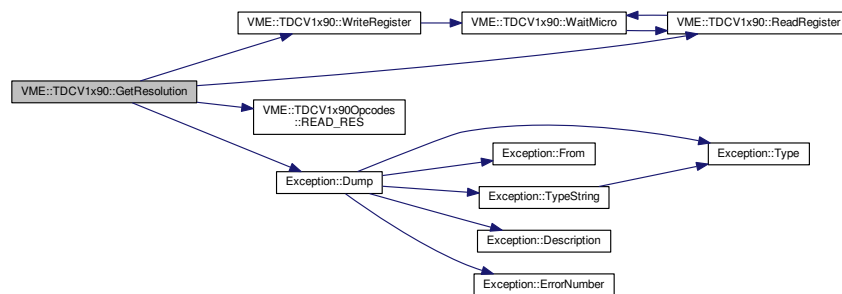 VME::TDCV1x90::WriteRegister
VME::TDCV1x90::WaitMicro
VME::TDCV1x90::ReadRegister
VME::TDCV1x90::GetResolution
VME::TDCV1x90Opcodes
::READ_RES
Exception::From
Exception::Type
Exception::Dump
Exception::TypeString
Exception::Description
Exception::ErrorNumber